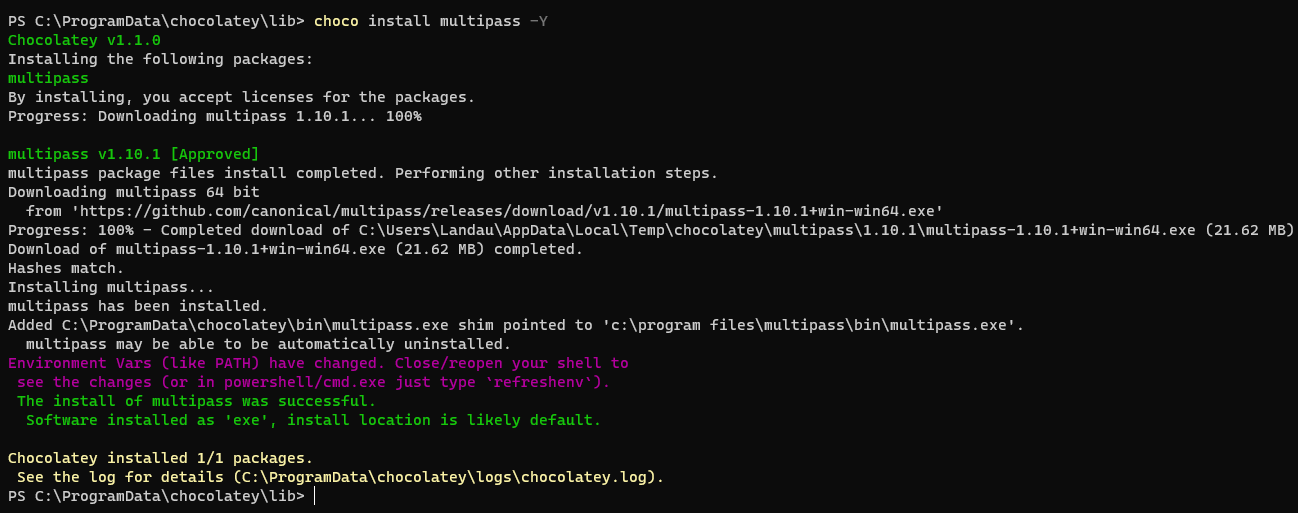 PS C:\ProgramData\chocolatey\lib> choco install multipass -Y
Chocolatey v1.1.0
Installing the following packages:
multipass
By installing, you accept licenses for the packages.
Progress: Downloading multipass 1.10.1... 100%
multipass v1.10.1 [Approved]
multipass package files install completed. Performing other installation steps.
Downloading multipass 64 bit
  from 'https://github.com/canonical/multipass/releases/download/v1.10.1/multipass-1.10.1+win-win64.exe'
Progress: 100% - Completed download of C:\Users\Landau\AppData\Local\Temp\chocolatey\multipass\1.10.1\multipass-1.10.1+win-win64.exe (21.62 MB)
Download of multipass-1.10.1+win-win64.exe (21.62 MB) completed.
Hashes match.
Installing multipass...
multipass has been installed.
Added C:\ProgramData\chocolatey\bin\multipass.exe shim pointed to 'c:\program files\multipass\bin\multipass.exe'.
  multipass may be able to be automatically uninstalled.
Environment Vars (like PATH) have changed. Close/reopen your shell to
 see the changes (or in powershell/cmd.exe just type `refreshenv`).
 The install of multipass was successful.
  Software installed as 'exe', install location is likely default.
Chocolatey installed 1/1 packages.
 See the log for details (C:\ProgramData\chocolatey\logs\chocolatey.log).
PS C:\ProgramData\chocolatey\lib>